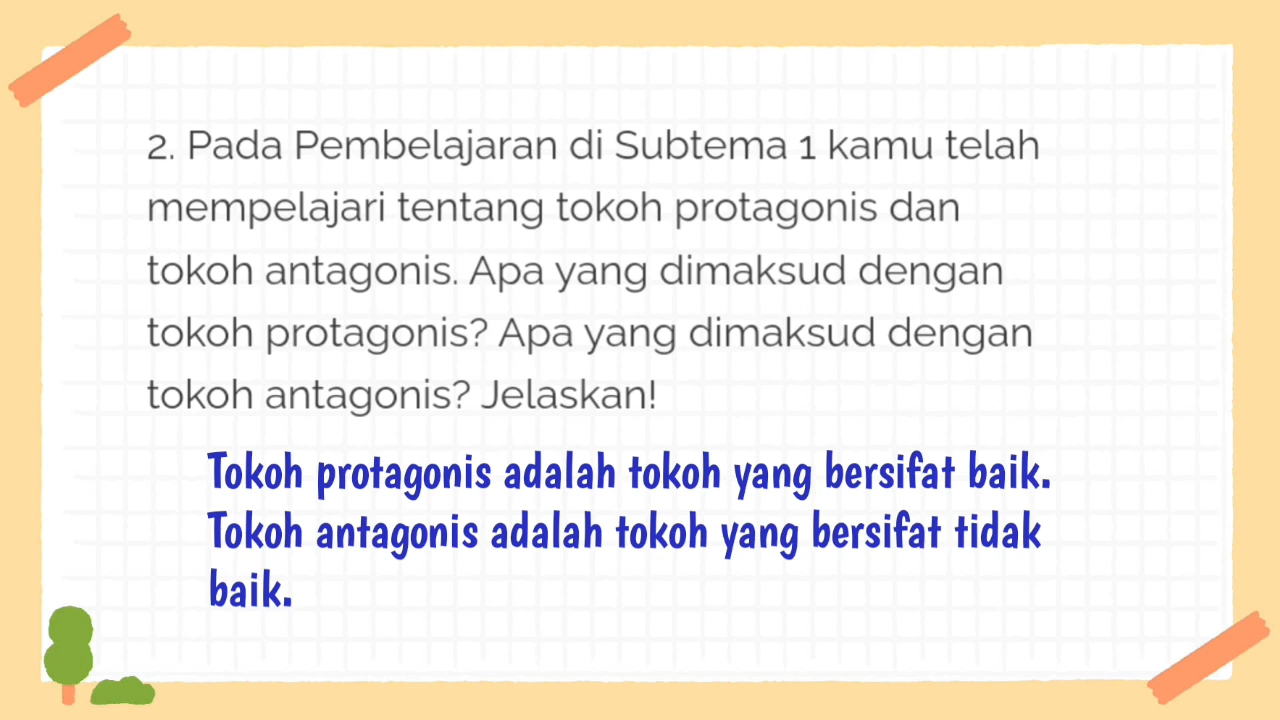 2. Pada Pembelajaran di Subtema 1 kamu telah
mempelajari tentang tokoh protagonis dan
tokoh antagonis. Apa yang dimaksud dengan
tokoh protagonis? Apa yang dimaksud dengan
tokoh antagonis? Jelaskan!
Tokoh protagonis adalah tokoh yang bersifat baik.
Tokoh antagonis adalah tokoh yang bersifat tidak
baik.